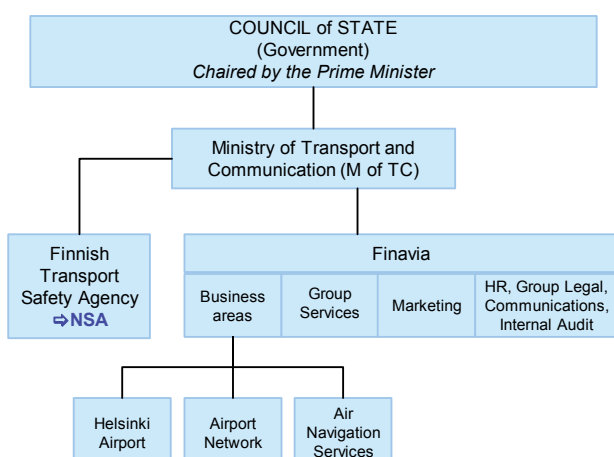 COUNCIL of STATE
(Government)
Chaired by the Prime Minister
Ministry of Transport and
Communication (M of TC)
Finnish
Transport
Safety Agency
⇨NSA
Finavia
Business
areas
Group
Services
Marketing
HR, Group Legal,
Communications,
Internal Audit
Helsinki
Airport
Airport
Network
Air
Navigation
Services